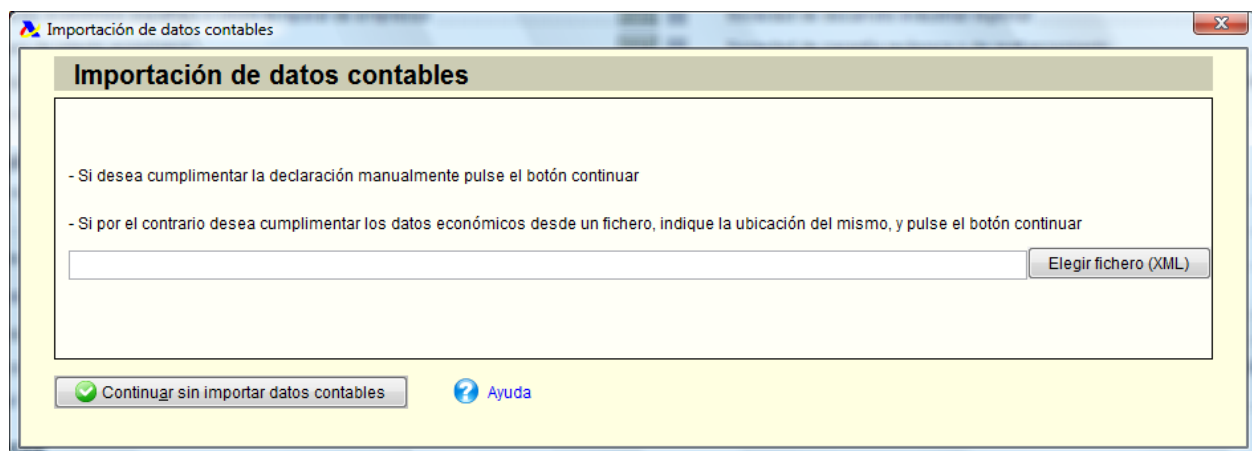 Importación de datos contables
Importación de datos contables
- Si desea cumplimentar la declaración manualmente pulse el botón continuar
- Si por el contrario desea cumplimentar los datos económicos desde un fichero, indique la ubicación del mismo, y pulse el botón continuar
Elegir fichero (XML)
Continuar sin importar datos contables
Ayuda